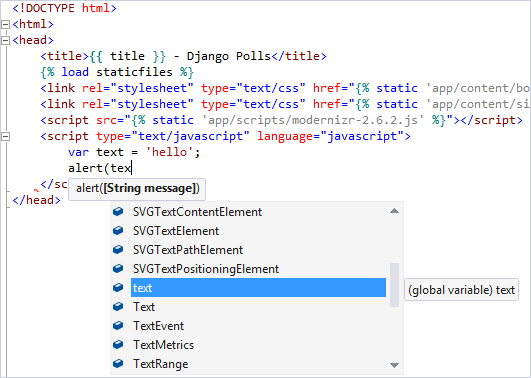 <!DOCTYPE html>
<html>
<head>
<title>{{ title }} - Django Polls</title>
{% load staticfiles %}
<link rel="stylesheet" type="text/css" href="{% static 'app/content/bo
<link rel="stylesheet" type="text/css" href="{% static 'app/content/si
<script src="{% static 'app/scripts/modernizr-2.6.2.js' %}"></script>
<script type="text/javascript" language="javascript">
var text = 'hello';
alert(tex
</sc
alert([String message])
</head>
SVGTextContentElement
SVGTextElement
SVGTextPathElement
SVGTextPositioningElement
text
(global variable) text
Text
TextEvent
TextMetrics
TextRange